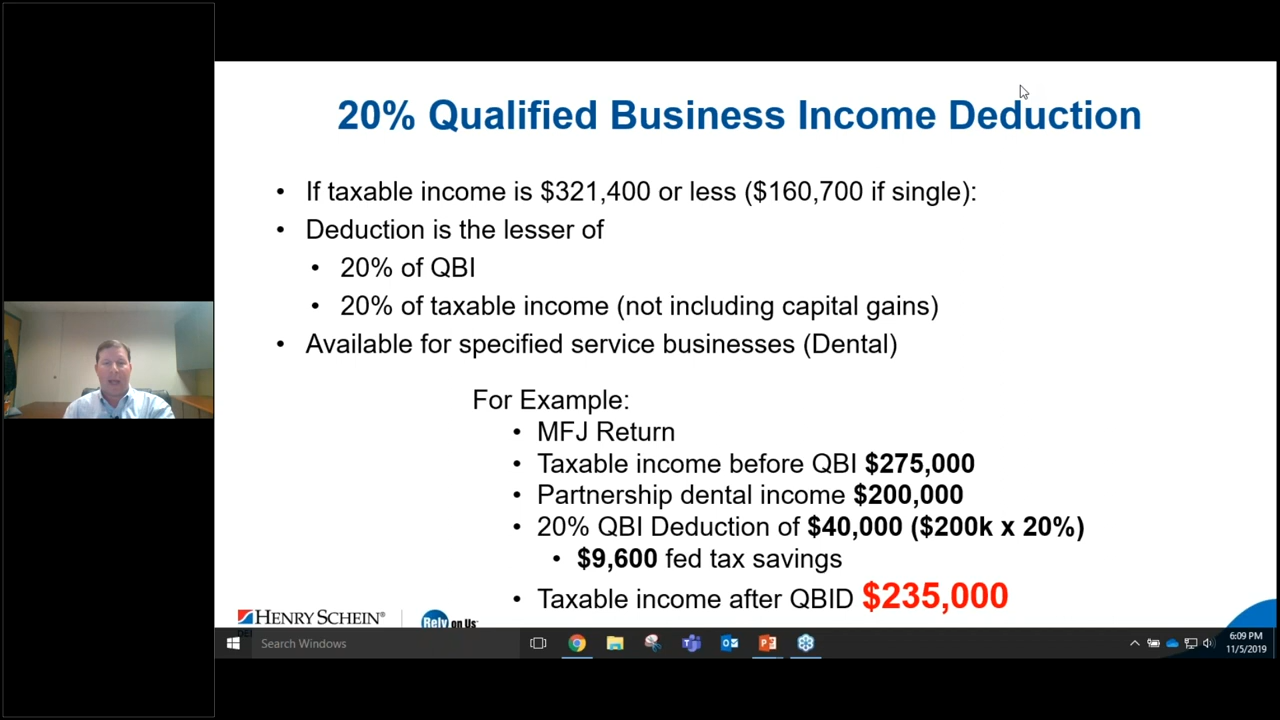 20% Qualified Business Income Deduction
• If taxable income is $321,400 or less ($160,700 if single):
• Deduction is the lesser of
• 20% of QBI
• 20% of taxable income (not including capital gains)
• Available for specified service businesses (Dental)
For Example:
• MFJ Return
• Taxable income before QBI $275,000
• Partnership dental income $200,000
• 20% QBI Deduction of $40,000 ($200k x 20%)
• $9,600 fed tax savings
• Taxable income after QBID $235,000
HENRY SCHEIN®
Rely on Us
Search Windows
6:09 PM
11/5/2019